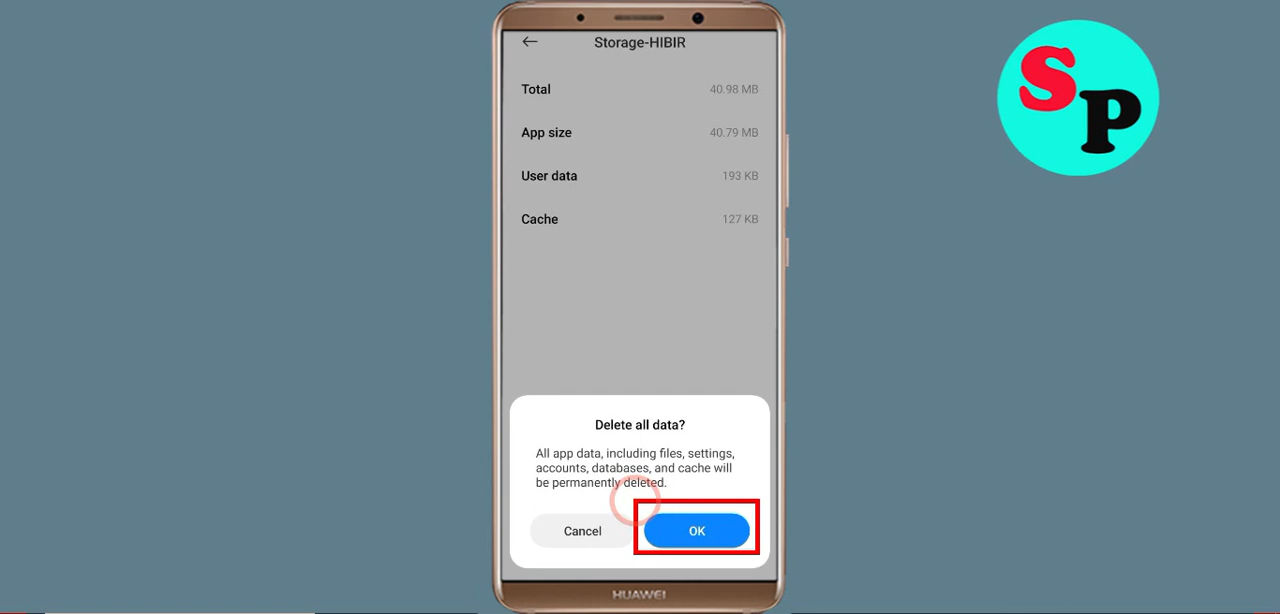 Storage-HIBIR
Total 40.98 MB
App size 40.79 MB
User data 193 KB
Cache 127 KB
Delete all data?
All app data, including files, settings,
accounts, databases, and cache will
be permanently deleted.
Cancel OK
HUAWEI
SP